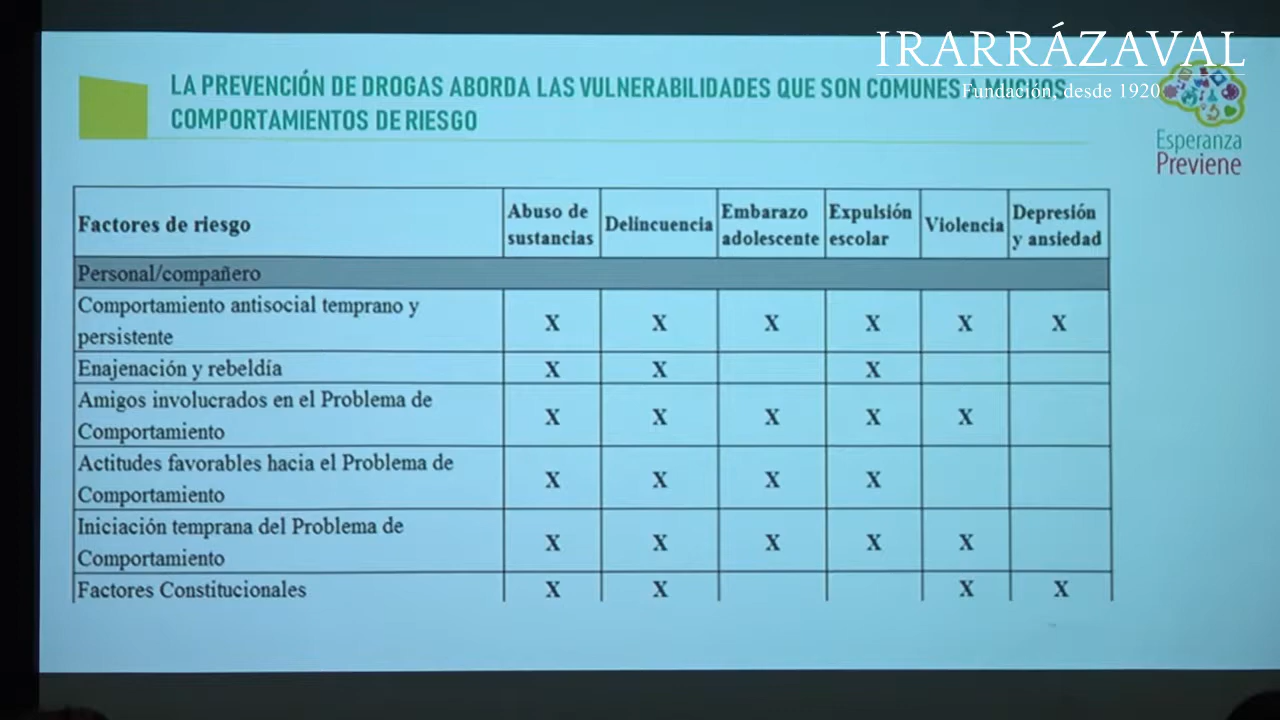 IRARRÁZAVAL
Fundación, desde 1920
LA PREVENCIÓN DE DROGAS ABORDA LAS VULNERABILIDADES QUE SON COMUNES A MUCHOS
COMPORTAMIENTOS DE RIESGO
Esperanza
Previene
Factores de riesgo | Abuso de sustancias | Delincuencia | Embarazo adolescente | Expulsión escolar | Violencia | Depresión y ansiedad
Personal/compañero
Comportamiento antisocial temprano y
persistente X X X X X X
Enajenación y rebeldía X X X
Amigos involucrados en el Problema de
Comportamiento X X X X X
Actitudes favorables hacia el Problema de
Comportamiento X X X X
Iniciación temprana del Problema de
Comportamiento X X X X X
Factores Constitucionales X X X X